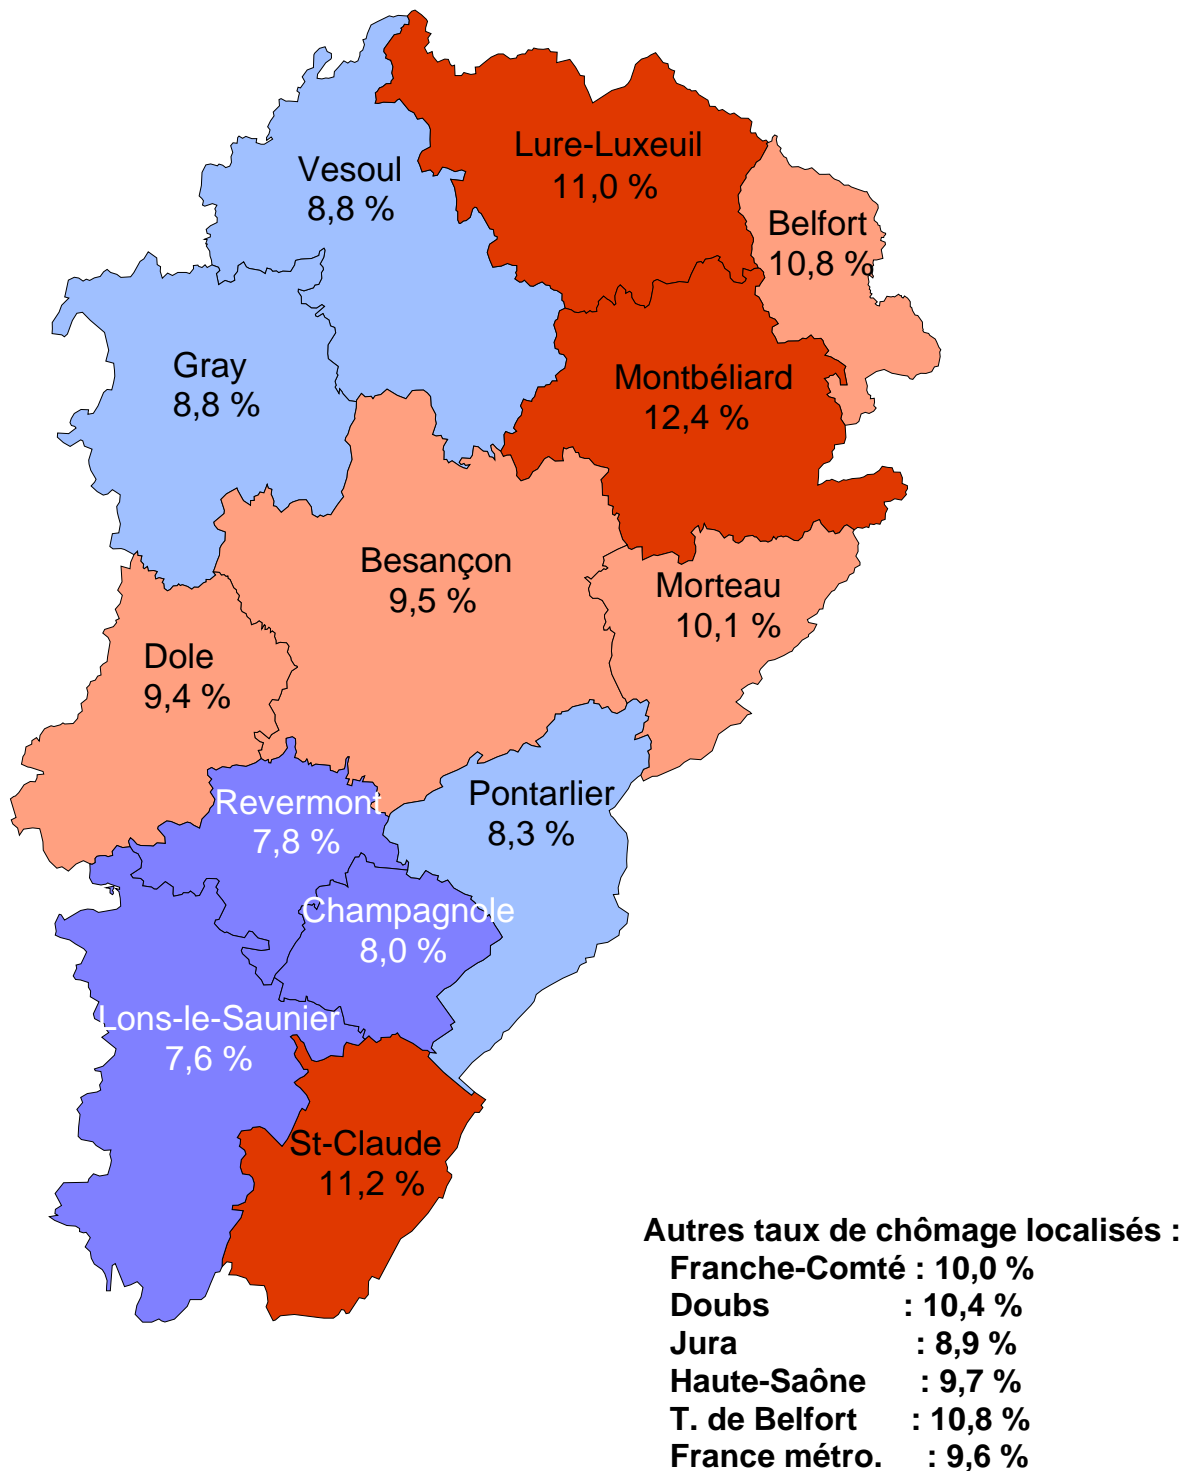 Lure-Luxeuil
11,0 %
Vesoul
8,8 %
Belfort
10,8 %
Gray
8,8 %
Montbéliard
12,4 %
Besançon
9,5 %
Morteau
10,1 %
Dole
9,4 %
Revermont
7,8 %
Pontarlier
8,3 %
Champagnole
8,0 %
Lons-le-Saunier
7,6 %
St-Claude
11,2 %
Autres taux de chômage localisés :
Franche-Comté : 10,0 %
Doubs : 10,4 %
Jura : 8,9 %
Haute-Saône : 9,7 %
T. de Belfort : 10,8 %
France métro. : 9,6 %